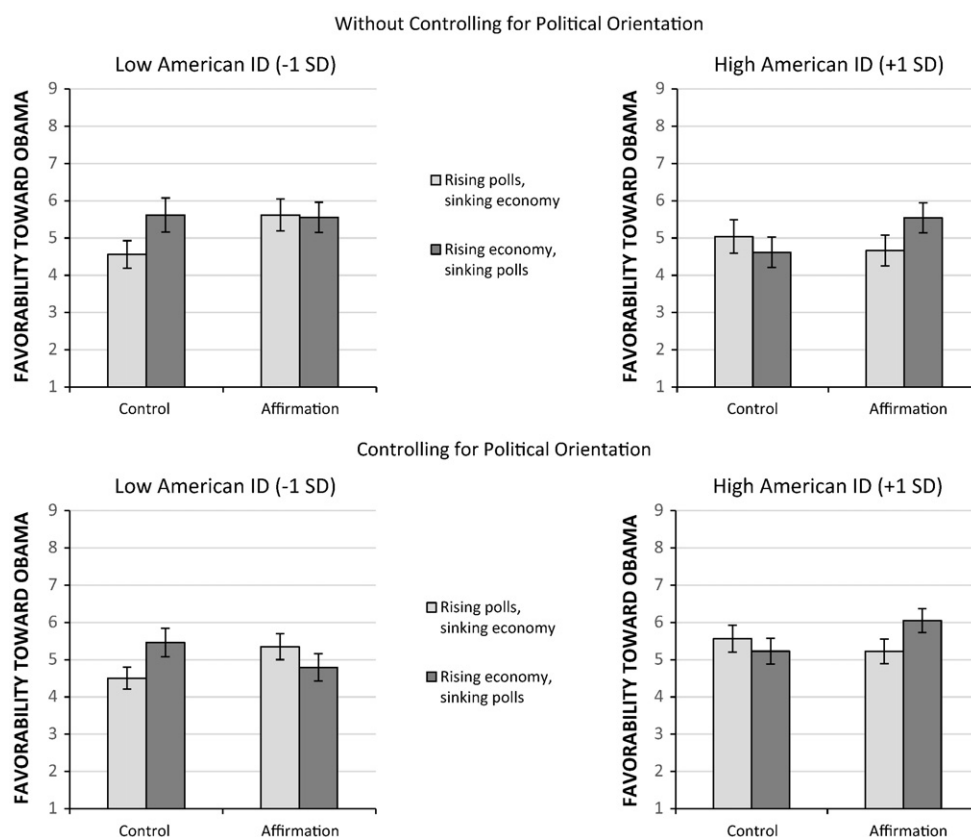 Without Controlling for Political Orientation
Low American ID (-1 SD)
FAVORABILITY TOWARD OBAMA
9
8
7
6
5
4
3
2
1
Control
Affirmation
Rising polls,
sinking economy
Rising economy,
sinking polls
High American ID (+1 SD)
FAVORABILITY TOWARD OBAMA
9
8
7
6
5
4
3
2
1
Control
Affirmation
Controlling for Political Orientation
Low American ID (-1 SD)
FAVORABILITY TOWARD OBAMA
9
8
7
6
5
4
3
2
1
Control
Affirmation
Rising polls,
sinking economy
Rising economy,
sinking polls
High American ID (+1 SD)
FAVORABILITY TOWARD OBAMA
9
8
7
6
5
4
3
2
1
Control
Affirmation